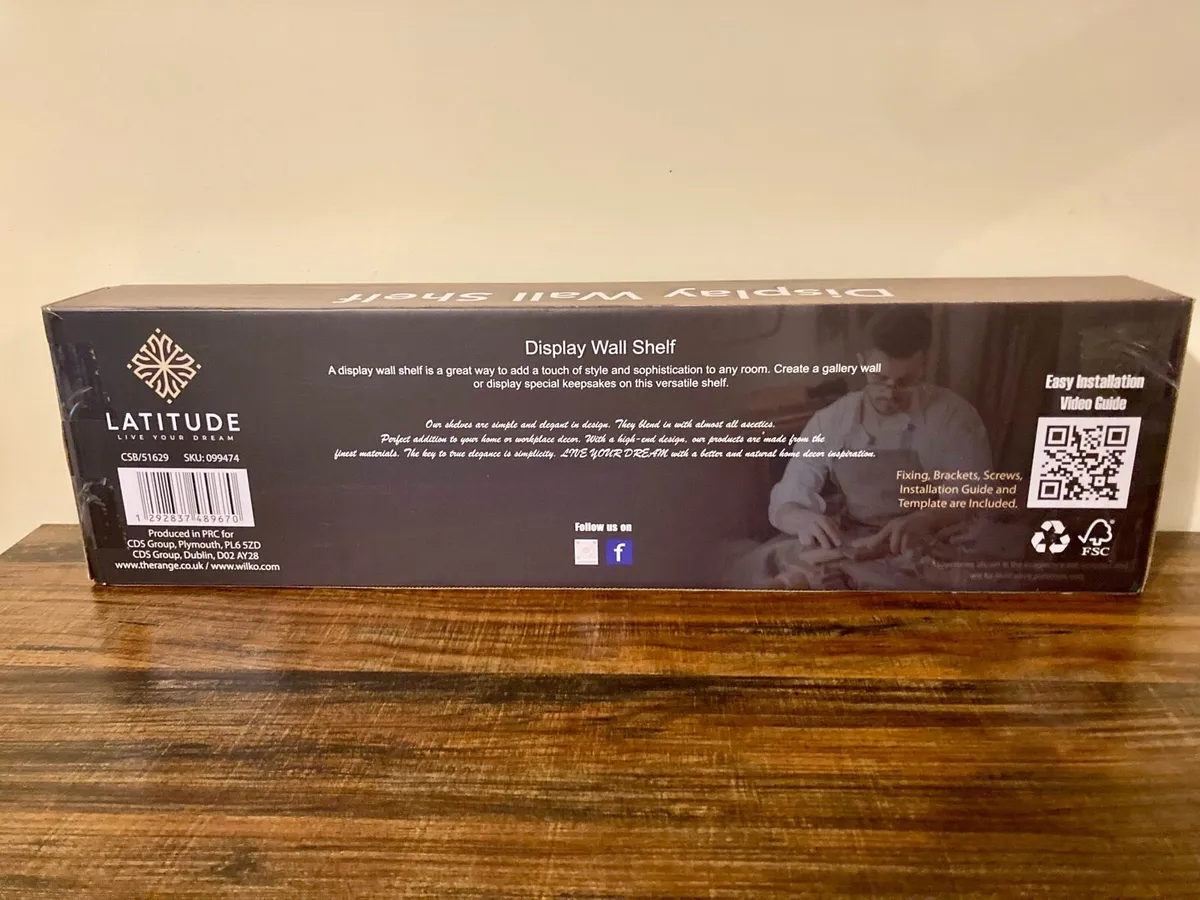 Display Wall Shelf
LATITUDE
LIVE YOUR DREAM
CSB/51629 SKU: 099474
1 292837 489670
Produced in PRC for
CDS Group, Plymouth, PL6 5ZD
CDS Group, Dublin, D02 AY28
www.therange.co.uk / www.wilko.com
Display Wall Shelf
A display wall shelf is a great way to add a touch of style and sophistication to any room. Create a gallery wall
or display special keepsakes on this versatile shelf.
Our shelves are simple and elegant in design. They blend in with almost all ascetics.
Perfect addition to your home or workplace decor. With a high-end design, our products are made from the
finest materials. The key to true elegance is simplicity. LIVE YOUR DREAM with a better and natural home decor inspiration.
Follow us on
f
Easy Installation
Video Guide
Fixing, Brackets, Screws,
Installation Guide and
Template are Included.
FSC